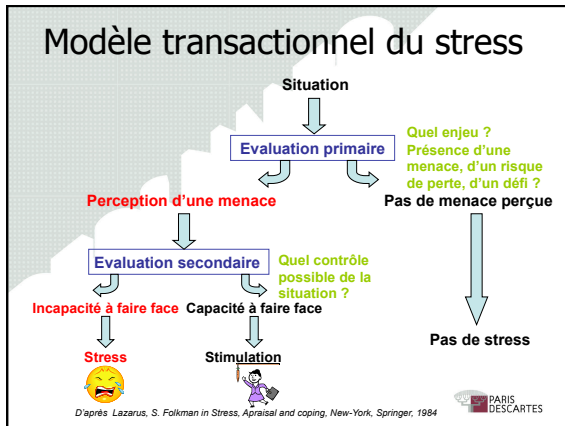 Modèle transactionnel du stress
Situation
Evaluation primaire
Quel enjeu ?
Présence d'une
menace, d'un risque
de perte, d'un défi ?
Perception d'une menace
Pas de menace perçue
Evaluation secondaire
Quel contrôle
possible de la
situation ?
Incapacité à faire face
Capacité à faire face
Pas de stress
Stress
Stimulation
D'après Lazarus, S. Folkman in Stress, Apraisal and coping, New-York, Springer, 1984
PARIS
DESCARTES